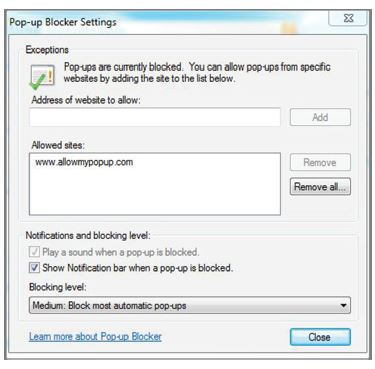 Pop-up Blocker Settings
Exceptions
Pop-ups are currently blocked. You can allow pop-ups from specific
websites by adding the site to the list below.
Address of website to allow:
Add
Allowed sites:
www.allowmypopup.com
Remove
Remove all...
Notifications and blocking level:
Play a sound when a pop-up is blocked.
Show Notification bar when a pop-up is blocked.
Blocking level:
Medium: Block most automatic pop-ups
Learn more about Pop-up Blocker
Close